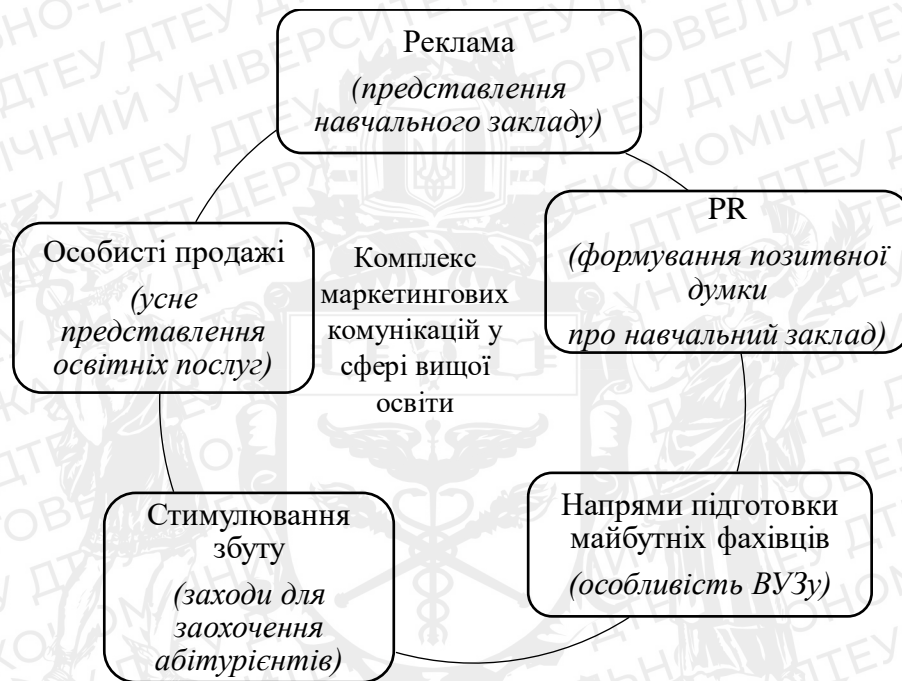 Реклама
(представлення
навчального закладу)
PR
(формування позитвної
думки
про навчальний заклад)
Особисті продажі
(усне
представлення
освітніх послуг)
Комплекс
маркетингових
комунікацій у
сфері вищої
освіти
Напрями підготовки
майбутніх фахівців
(особливість ВУЗу)
Стимулювання
збуту
(заходи для
заохочення
абітурієнтів)